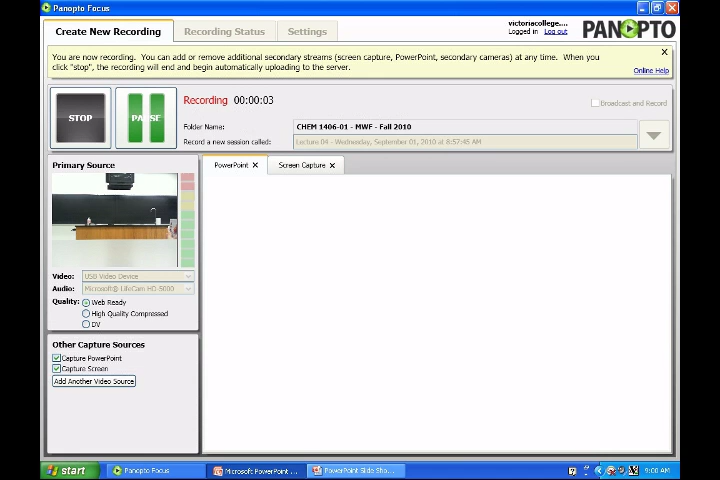 Panopto Focus
Create New Recording
Recording Status
Settings
victoriacollege....
Logged in Log out
PANOPTO
You are now recording. You can add or remove additional secondary streams (screen capture, PowerPoint, secondary cameras) at any time. When you
click "stop", the recording will end and begin automatically uploading to the server.
X
Online Help
STOP
PAUSE
Recording 00:00:03
Broadcast and Record
Folder Name: CHEM 1406-01 - MWF - Fall 2010
Record a new session called: Lecture 04 - Wednesday, September 01, 2010 at 8:57:45 AM
Primary Source
PowerPoint X
Screen Capture X
Video: USB Video Device
Audio: Microsoft® LifeCam HD-5000
Quality: Web Ready
High Quality Compressed
DV
Other Capture Sources
Capture PowerPoint
Capture Screen
Add Another Video Source
start
Panopto Focus
Microsoft PowerPoint ...
PowerPoint Slide Sho...
9:00 AM